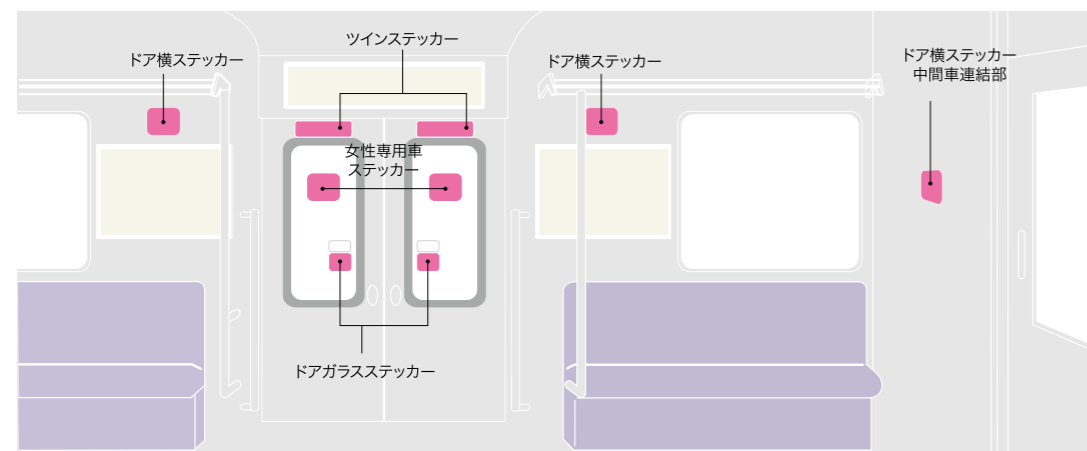 ツインステッカー
ドア横ステッカー
ドア横ステッカー
ドア横ステッカー
中間車連結部
女性専用車
ステッカー
ドアガラスステッカー